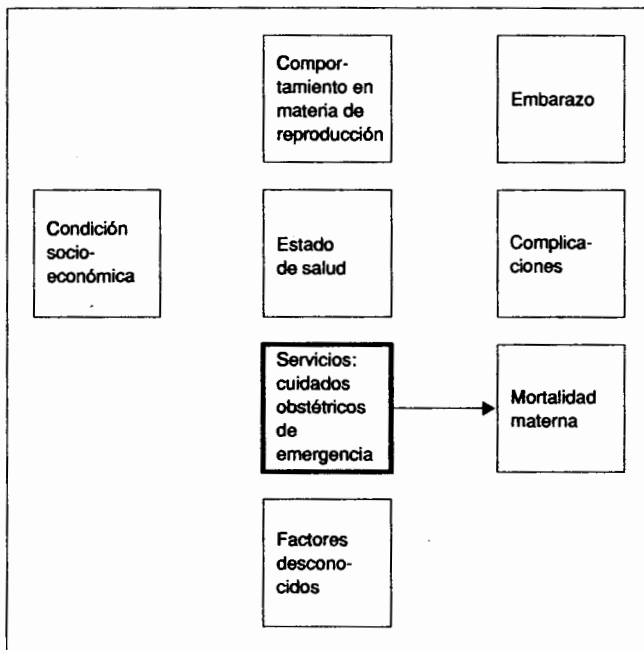 Compor-
tamiento en
materia de
reproducción
Embarazo
Condición
socio-
económica
Estado
de salud
Complica-
ciones
Servicios:
cuidados
obstétricos
de
emergencia
Mortalidad
materna
Factores
descono-
cidos